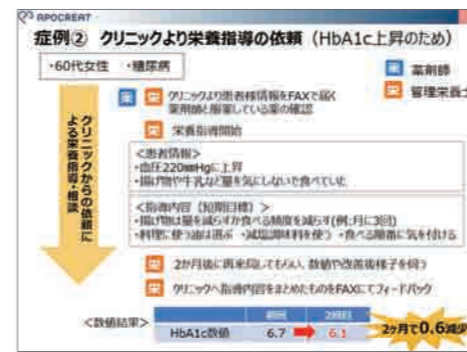 APOCREAT
症例② クリニックより栄養指導の依頼（HbA1c上昇のため）
・60代女性 ・糖尿病
薬 薬剤師
栄 管理栄養士
クリニックからの依頼に
よる栄養指導・相談
薬 栄 クリニックより患者様情報をFAXで届く
薬剤師と服薬している薬の確認
栄 栄養指導開始
＜患者情報＞
・血圧220mmHgに上昇
・揚げ物や牛乳など量を気にしないで食べていた
＜指導内容（短期目標）＞
・揚げ物は量を減らすか食べる頻度を減らす(例:月に3回)
・料理に使う油は選ぶ ・減塩調味料を使う ・食べる順番に気を付ける
栄 2か月後に再来局してもらい、数値や改善後様子を伺う
栄 クリニックへ指導内容をまとめたものをFAXにてフィードバック
＜数値結果＞
前回 2回目
HbA1c数値 6.7 6.1
2ヶ月で0.6減少